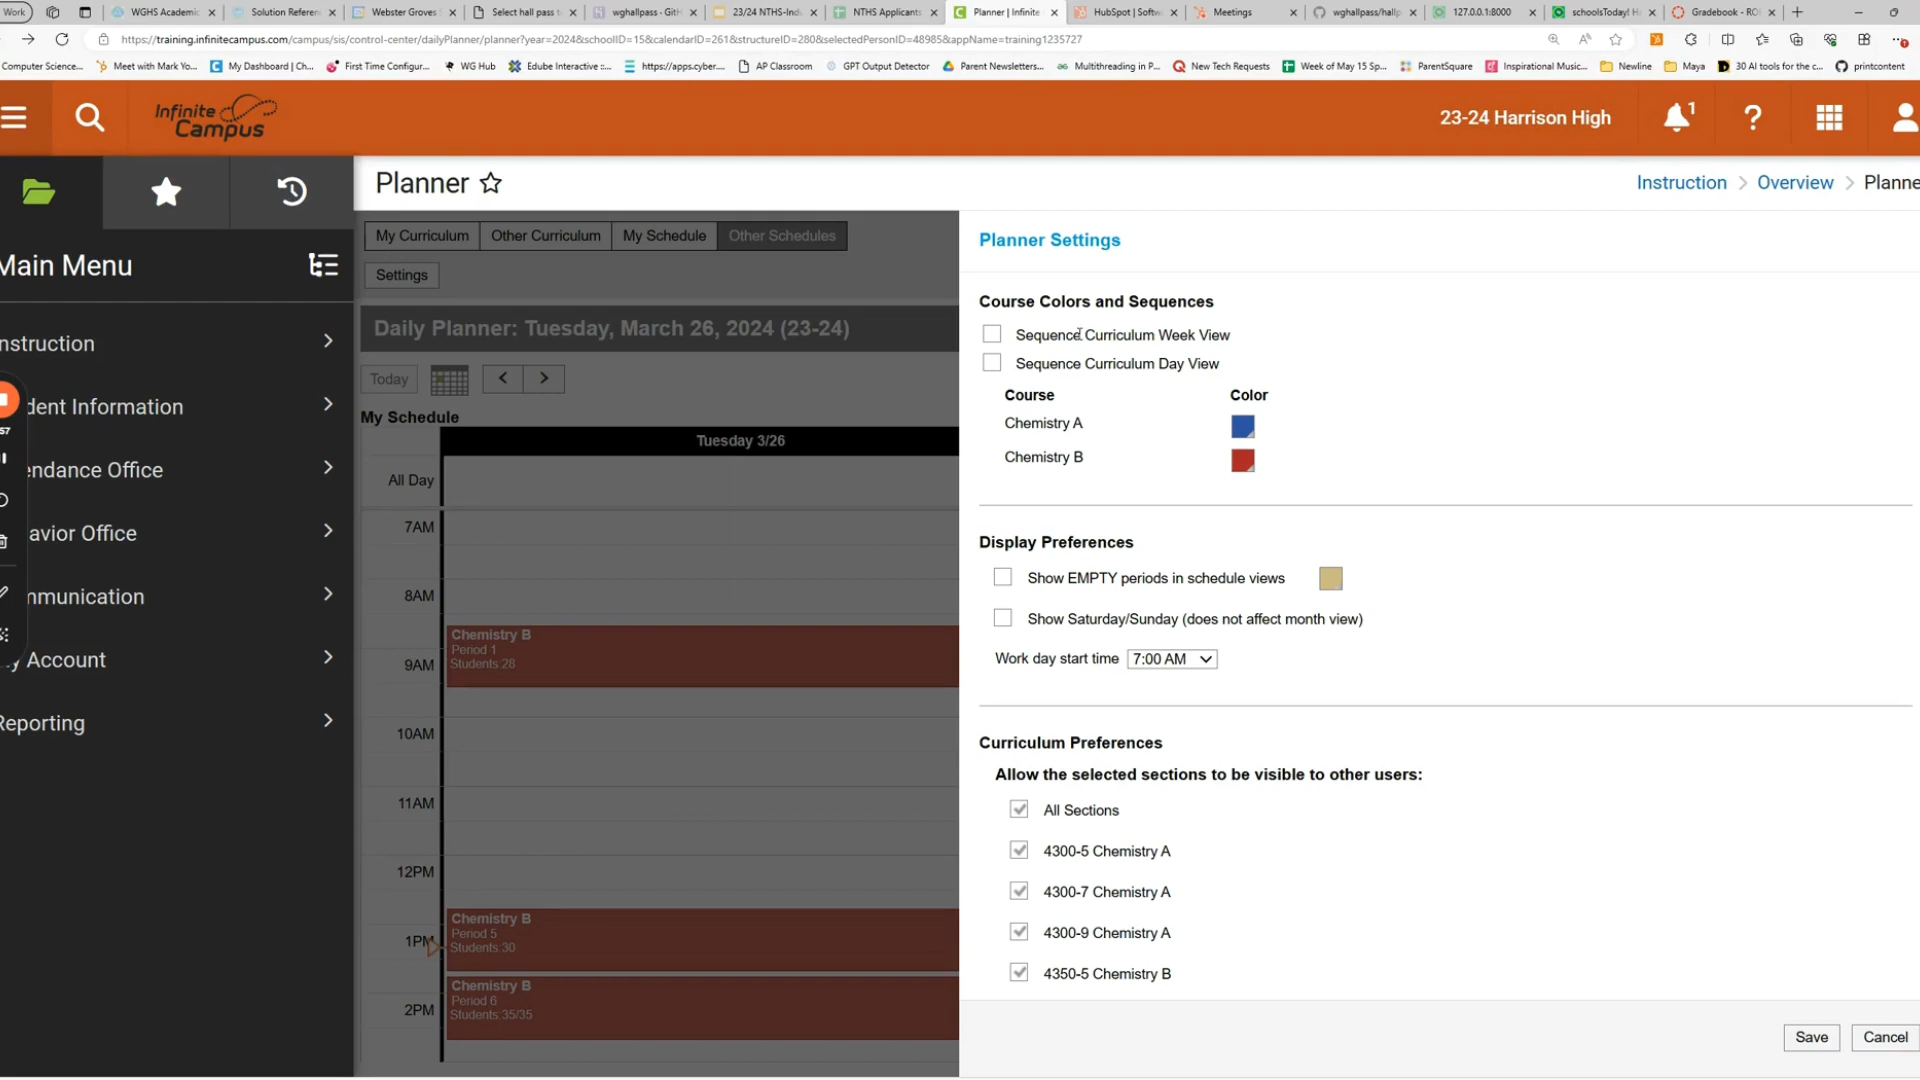 Work
WGHS Academic
Solution Referen
Webster Groves
Select hall pass t
wghallpass - GitH
23/24 NTHS-Ind
NTHS Applicants
Planner | Infinite
HubSpot | Softw
Meetings
wghallpass/hallp
127.0.0.1:8000
schoolsToday! H
Gradebook - RO
https://training.infinitecampus.com/campus/sis/control-center/dailyPlanner/planner?year=2024&schoolID=15&calendarID=261&structureID=280&selectedPersonID=48985&appName=training1235727
Computer Science...
Meet with Mark Yo...
My Dashboard | Ch...
First Time Configur...
WG Hub
Edube Interactive ::...
https://apps.cyber....
AP Classroom
GPT Output Detector
Parent Newsletters...
Multithreading in P...
New Tech Requests
Week of May 15 Sp...
ParentSquare
Inspirational Music...
Newline
Maya
30 AI tools for the c...
printcontent
Infinite Campus
23-24 Harrison High
1
?
Planner
Instruction > Overview > Planne
Main Menu
nstruction
dent Information
endance Office
avior Office
mmunication
y Account
Reporting
57
My Curriculum
Other Curriculum
My Schedule
Other Schedules
Settings
Daily Planner: Tuesday, March 26, 2024 (23-24)
Today
< >
My Schedule
Tuesday 3/26
All Day
7AM
8AM
Chemistry B
Period 1
Students:28
9AM
10AM
11AM
12PM
Chemistry B
Period 5
Students:30
1PM
Chemistry B
Period 6
Students:35/35
2PM
Planner Settings
Course Colors and Sequences
Sequence Curriculum Week View
Sequence Curriculum Day View
Course Color
Chemistry A
Chemistry B
Display Preferences
Show EMPTY periods in schedule views
Show Saturday/Sunday (does not affect month view)
Work day start time 7:00 AM
Curriculum Preferences
Allow the selected sections to be visible to other users:
All Sections
4300-5 Chemistry A
4300-7 Chemistry A
4300-9 Chemistry A
4350-5 Chemistry B
Save
Cancel